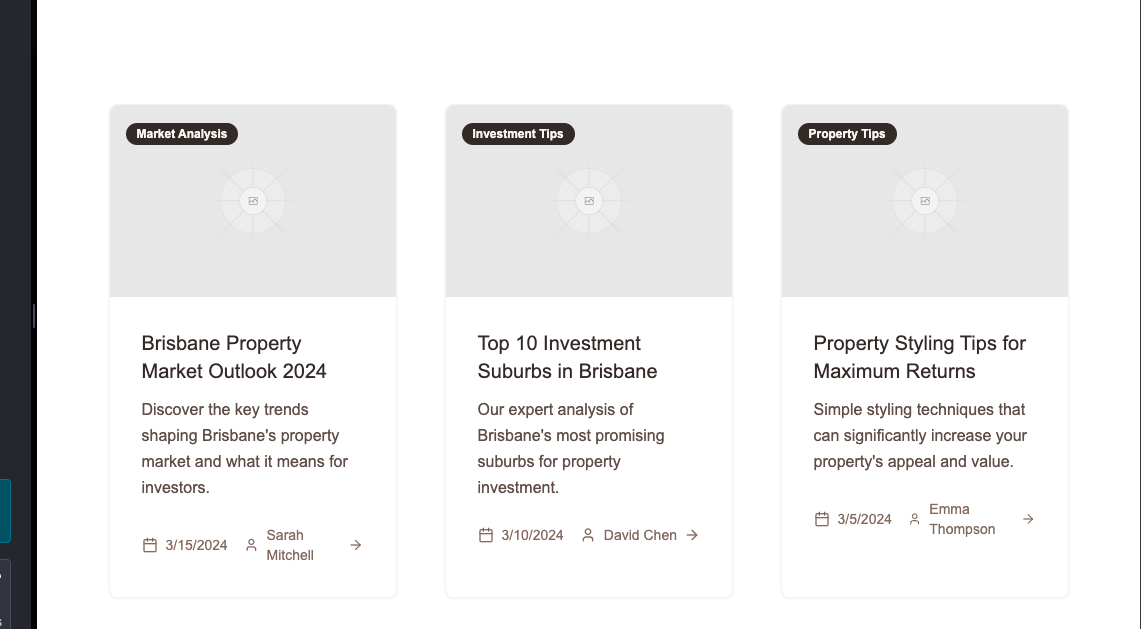 Market Analysis
Brisbane Property
Market Outlook 2024
Discover the key trends
shaping Brisbane's property
market and what it means for
investors.
3/15/2024
Sarah
Mitchell
Investment Tips
Top 10 Investment
Suburbs in Brisbane
Our expert analysis of
Brisbane's most promising
suburbs for property
investment.
3/10/2024
David Chen
Property Tips
Property Styling Tips for
Maximum Returns
Simple styling techniques that
can significantly increase your
property's appeal and value.
3/5/2024
Emma
Thompson